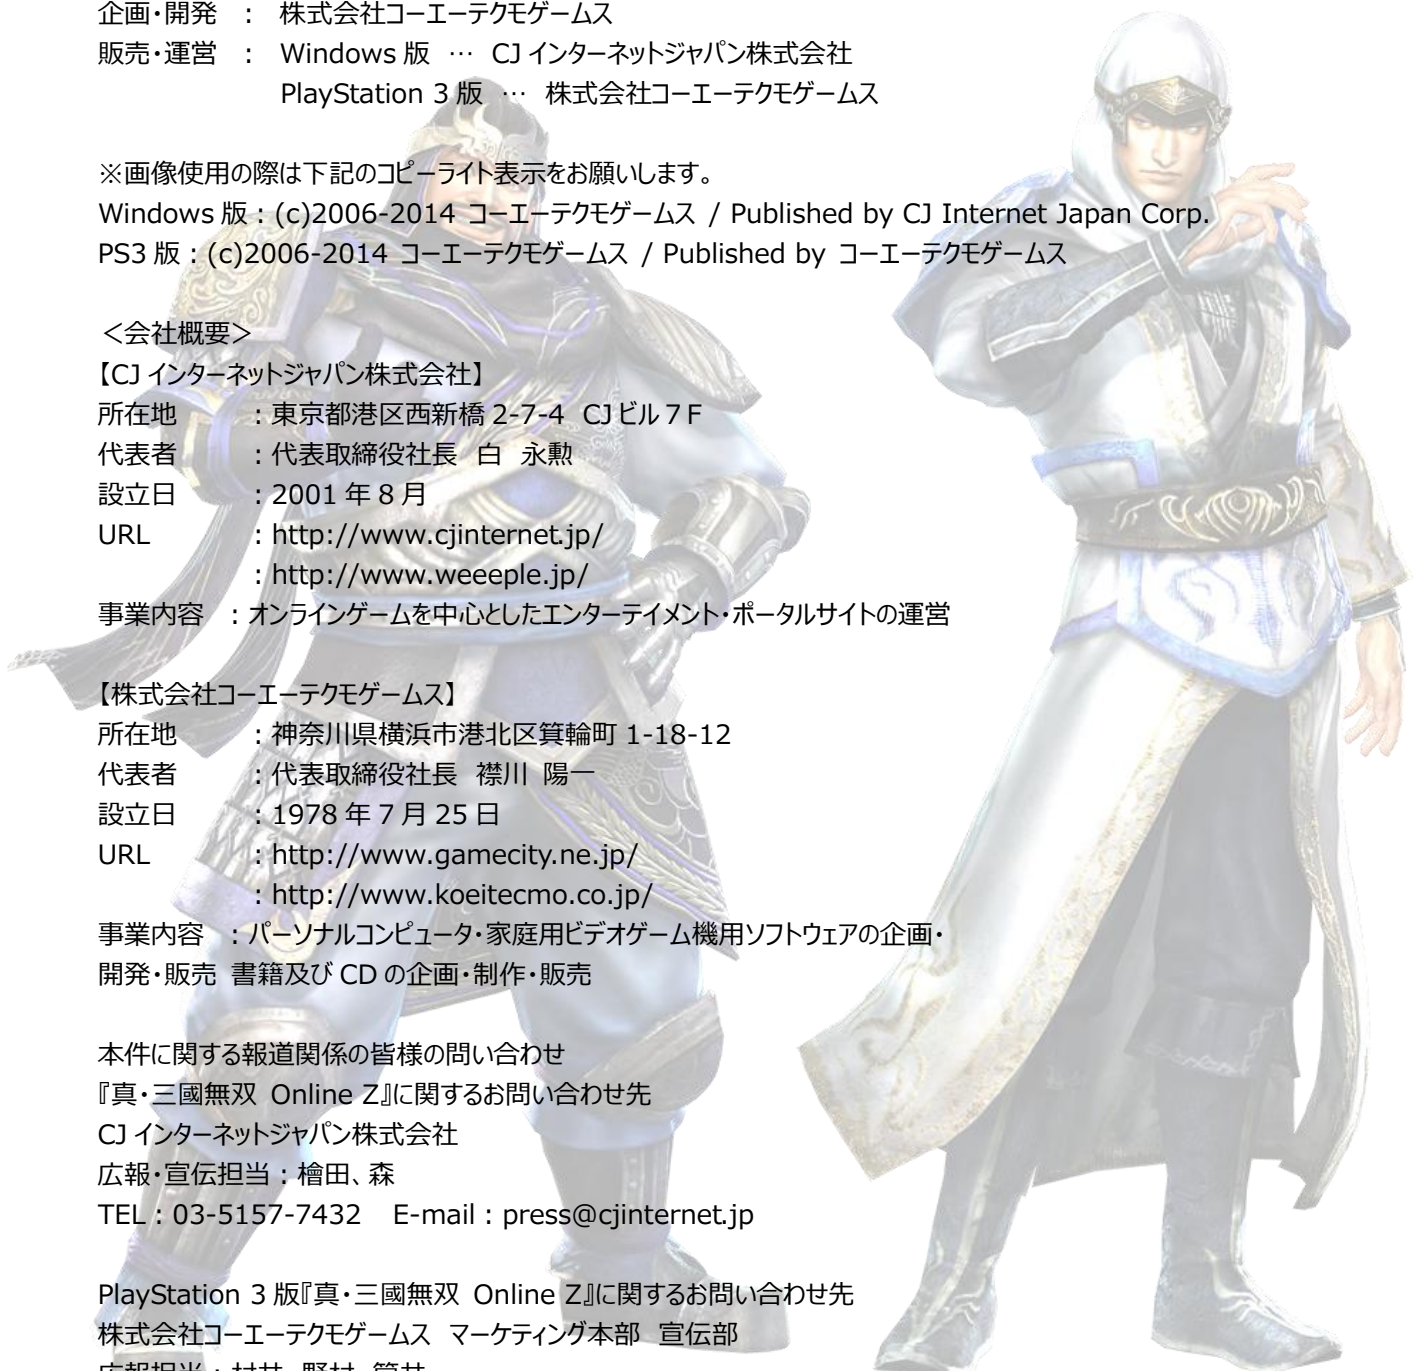 企画・開発 ： 株式会社コーエーテクモゲームス
販売・運営 ： Windows 版 … CJ インターネットジャパン株式会社
PlayStation 3 版 … 株式会社コーエーテクモゲームス
※画像使用の際は下記のコピーライト表示をお願いします。
Windows 版：(c)2006-2014 コーエーテクモゲームス / Published by CJ Internet Japan Corp.
PS3 版：(c)2006-2014 コーエーテクモゲームス / Published by コーエーテクモゲームス
＜会社概要＞
【CJ インターネットジャパン株式会社】
所在地 ：東京都港区西新橋 2-7-4 CJ ビル 7Ｆ
代表者 ：代表取締役社長 白 永勲
設立日 ：2001 年 8 月
URL ：http://www.cjinternet.jp/
：http://www.weeeple.jp/
事業内容 ：オンラインゲームを中心としたエンターテイメント・ポータルサイトの運営
【株式会社コーエーテクモゲームス】
所在地 ：神奈川県横浜市港北区箕輪町 1-18-12
代表者 ：代表取締役社長 襟川 陽一
設立日 ：1978 年 7 月 25 日
URL ：http://www.gamecity.ne.jp/
：http://www.koeitecmo.co.jp/
事業内容 ：パーソナルコンピュータ・家庭用ビデオゲーム機用ソフトウェアの企画・
開発・販売 書籍及び CD の企画・制作・販売
本件に関する報道関係の皆様の問い合わせ
『真・三國無双 Online Z』に関するお問い合わせ先
CJ インターネットジャパン株式会社
広報・宣伝担当：檜田、森
TEL：03-5157-7432 E-mail：press@cjinternet.jp
PlayStation 3 版『真・三國無双 Online Z』に関するお問い合わせ先
株式会社コーエーテクモゲームス マーケティング本部 宣伝部